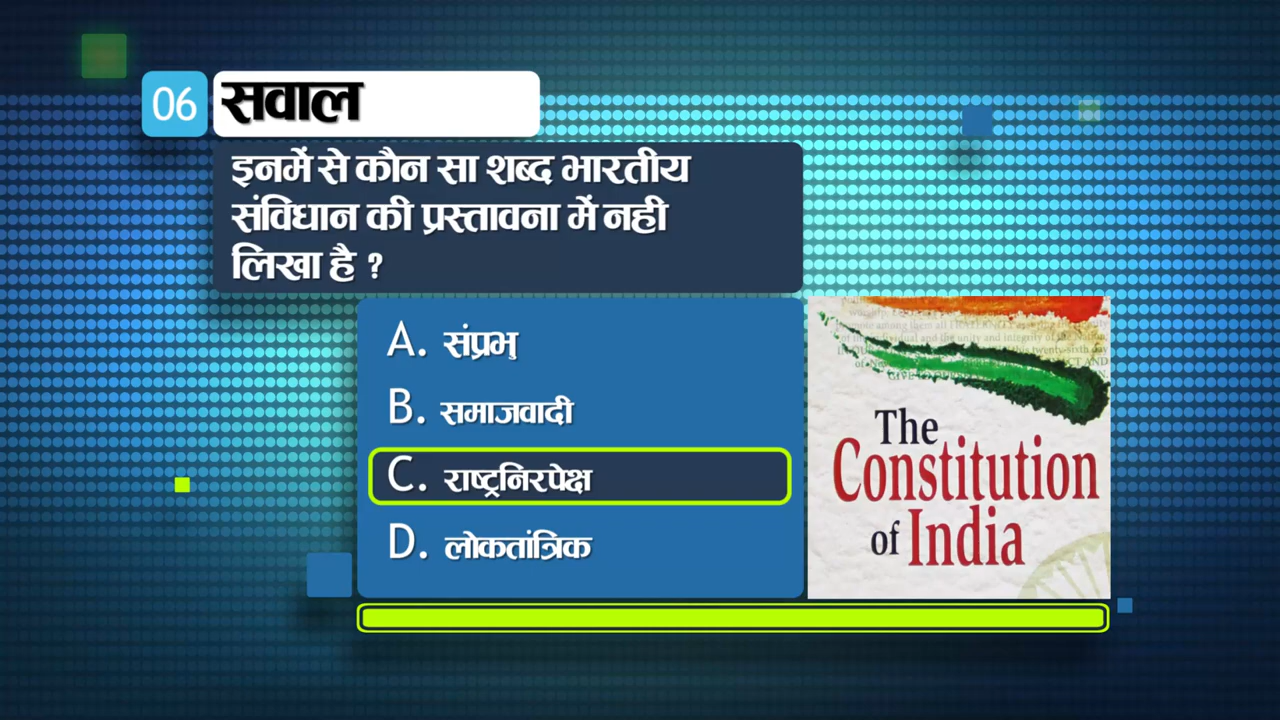 06 सवाल
इनमें से कौन सा शब्द भारतीय
संविधान की प्रस्तावना में नही
लिखा है ?
A. संप्रभु
B. समाजवादी
C. राष्ट्रनिरपेक्ष
D. लोकतांत्रिक
The
Constitution
of India